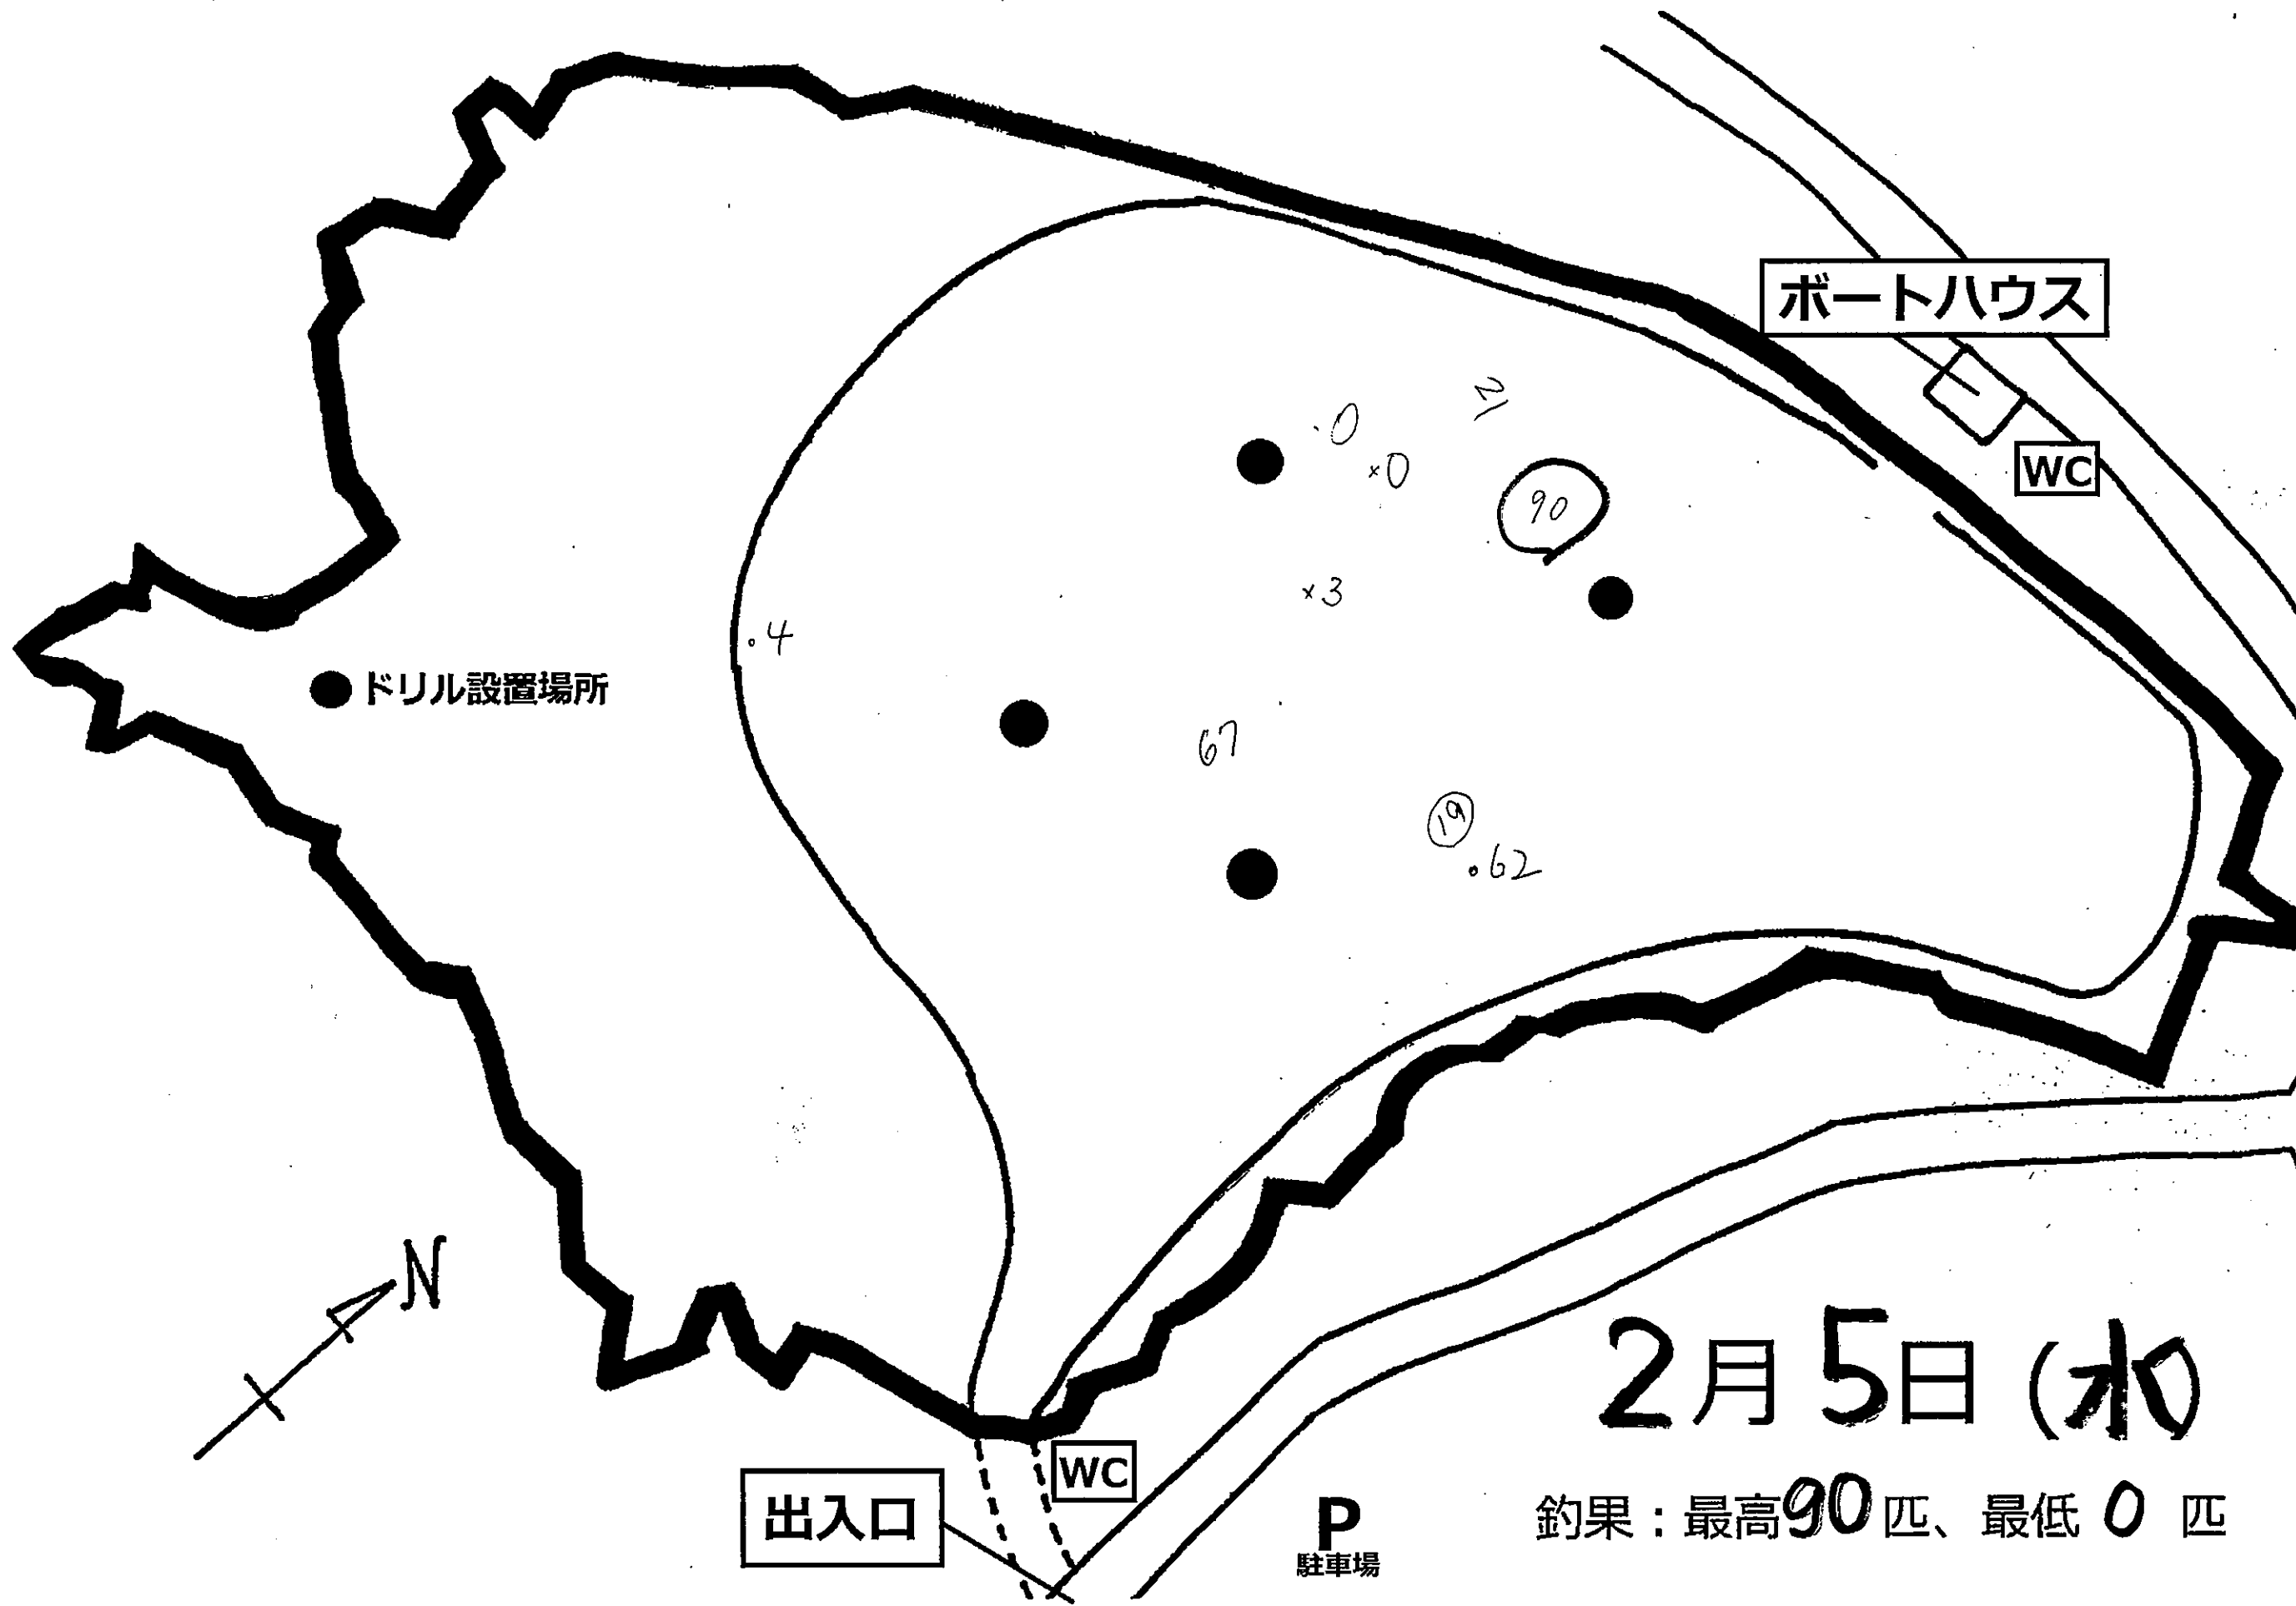 ボートハウス
WC
21
.0
×0
90
×3
.4
ドリル設置場所
67
19
.62
N
2月5日(水)
釣果：最高90匹、最低0匹
WC
出入口
P
駐車場